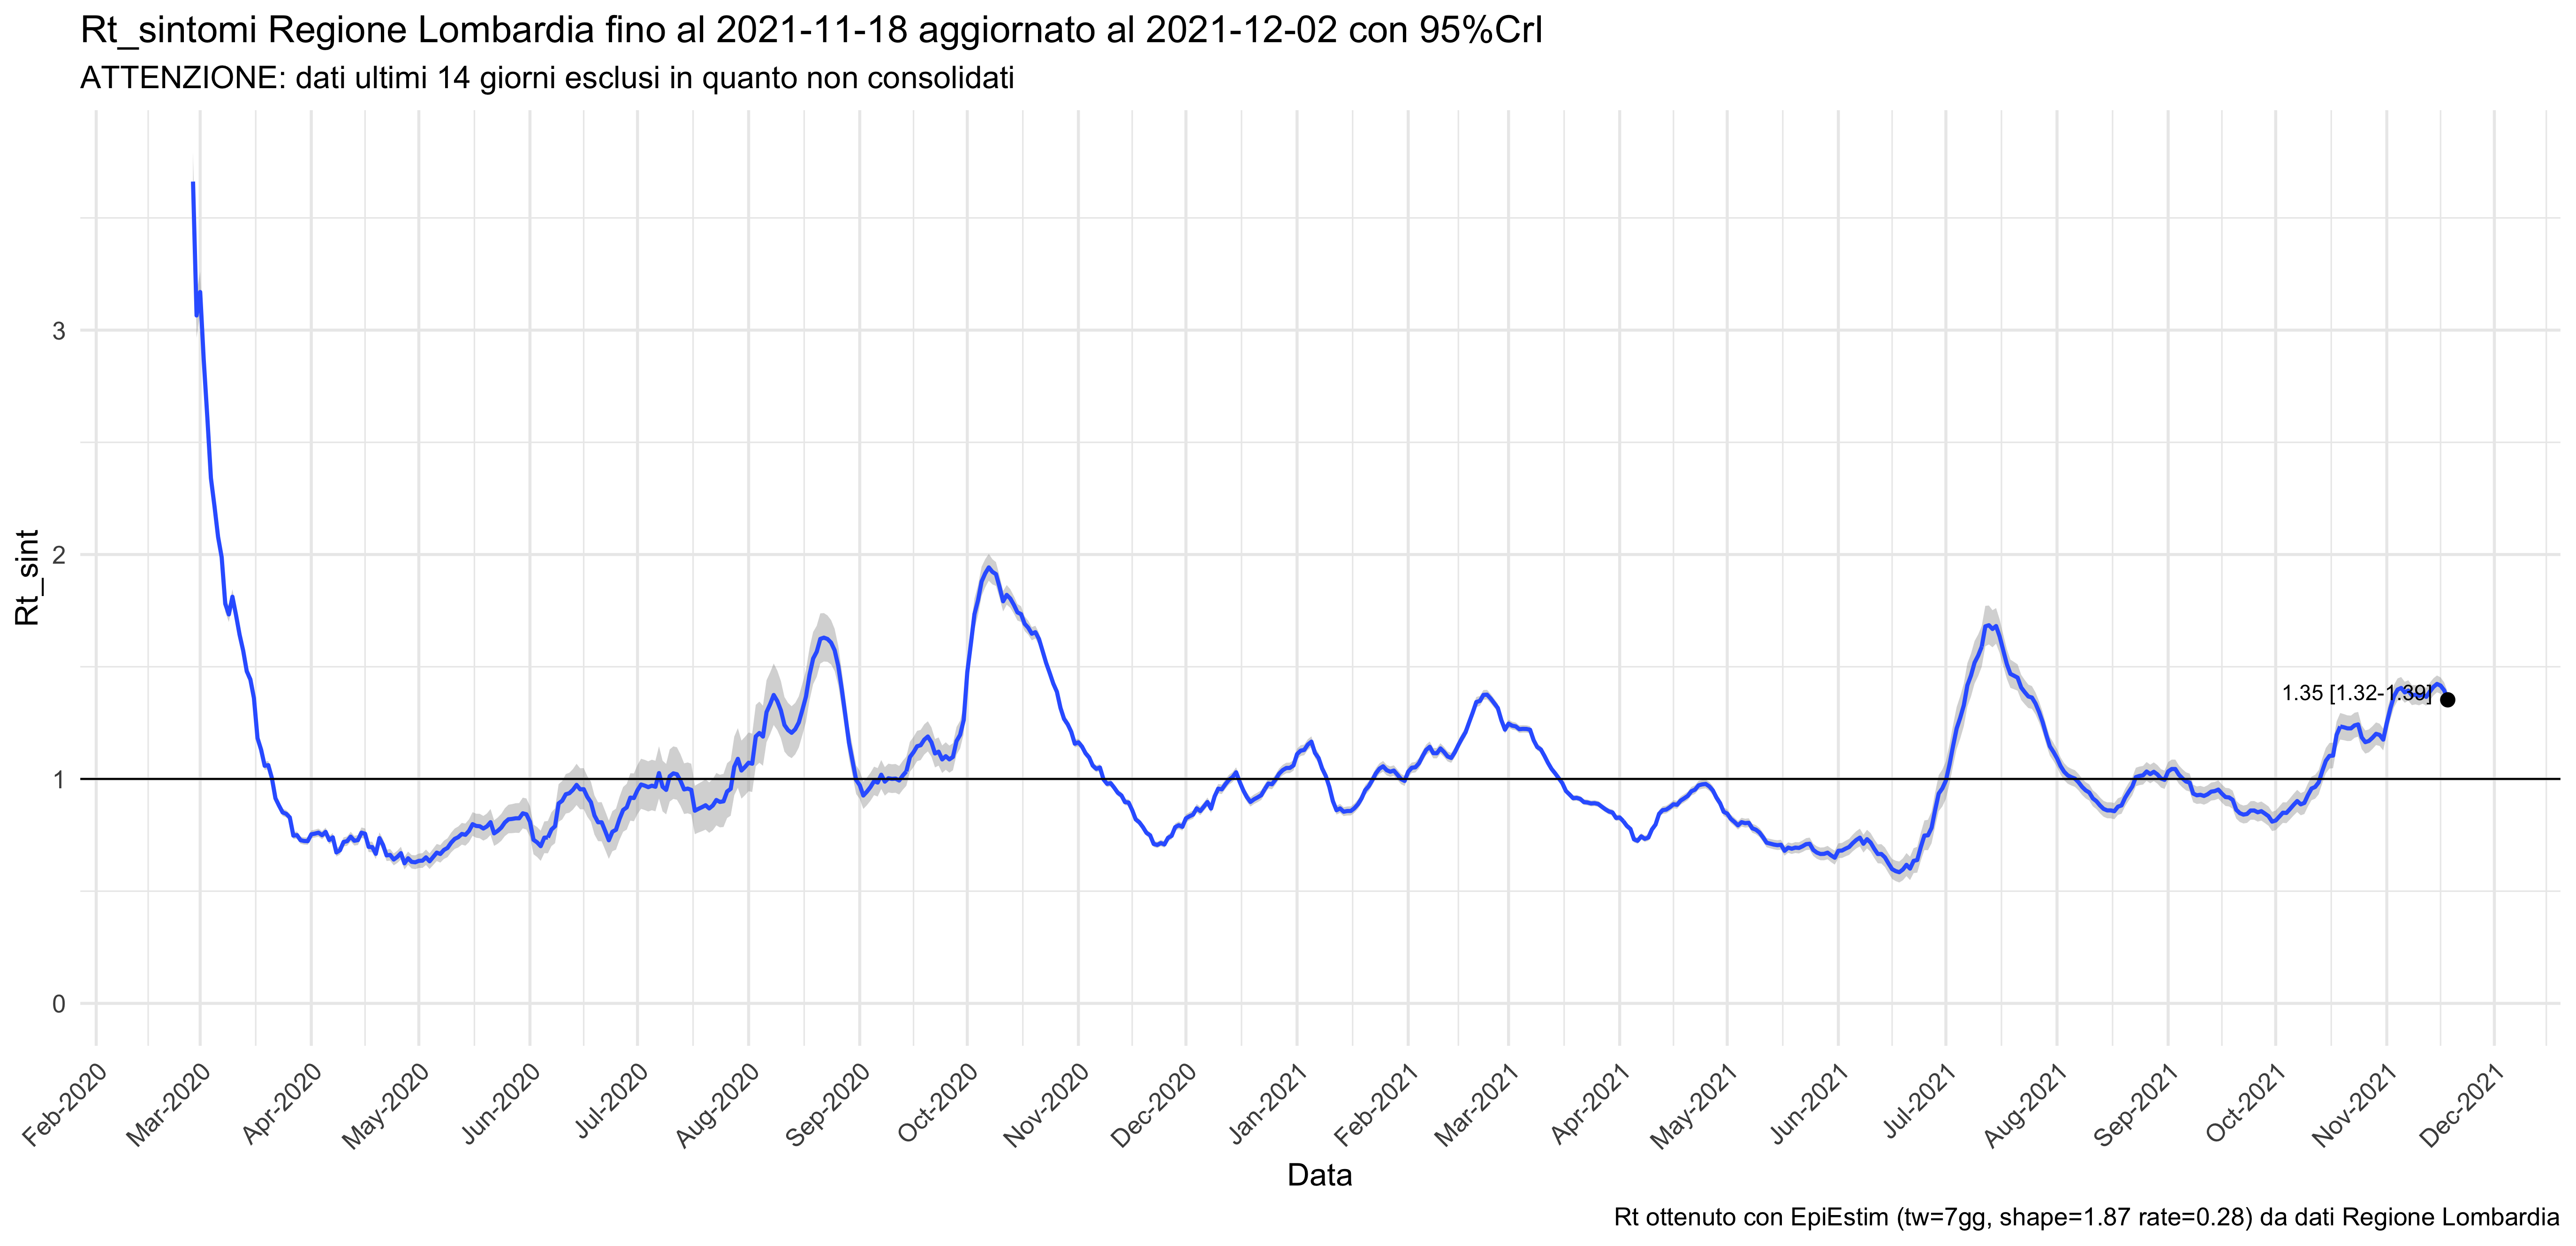 Rt_sintomi Regione Lombardia fino al 2021-11-18 aggiornato al 2021-12-02 con 95%CrI
ATTENZIONE: dati ultimi 14 giorni esclusi in quanto non consolidati
Rt_sint
3
2
1
0
1.35 [1.32-1.39]
Feb-2020
Mar-2020
Apr-2020
May-2020
Jun-2020
Jul-2020
Aug-2020
Sep-2020
Oct-2020
Nov-2020
Dec-2020
Jan-2021
Feb-2021
Mar-2021
Apr-2021
May-2021
Jun-2021
Jul-2021
Aug-2021
Sep-2021
Oct-2021
Nov-2021
Dec-2021
Data
Rt ottenuto con EpiEstim (tw=7gg, shape=1.87 rate=0.28) da dati Regione Lombardia